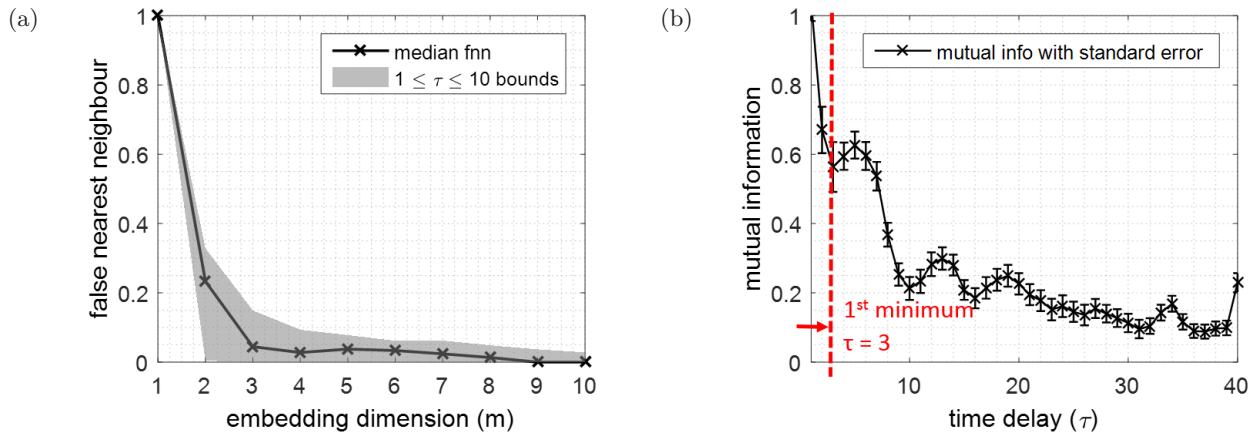 (a)
1
0.8
0.6
0.4
0.2
0
false nearest neighbour
median fnn
1 ≤ τ ≤ 10 bounds
1 2 3 4 5 6 7 8 9 10
embedding dimension (m)
(b)
1
0.8
0.6
0.4
0.2
0
mutual information
mutual info with standard error
1st minimum
τ = 3
10 20 30 40
time delay (τ)